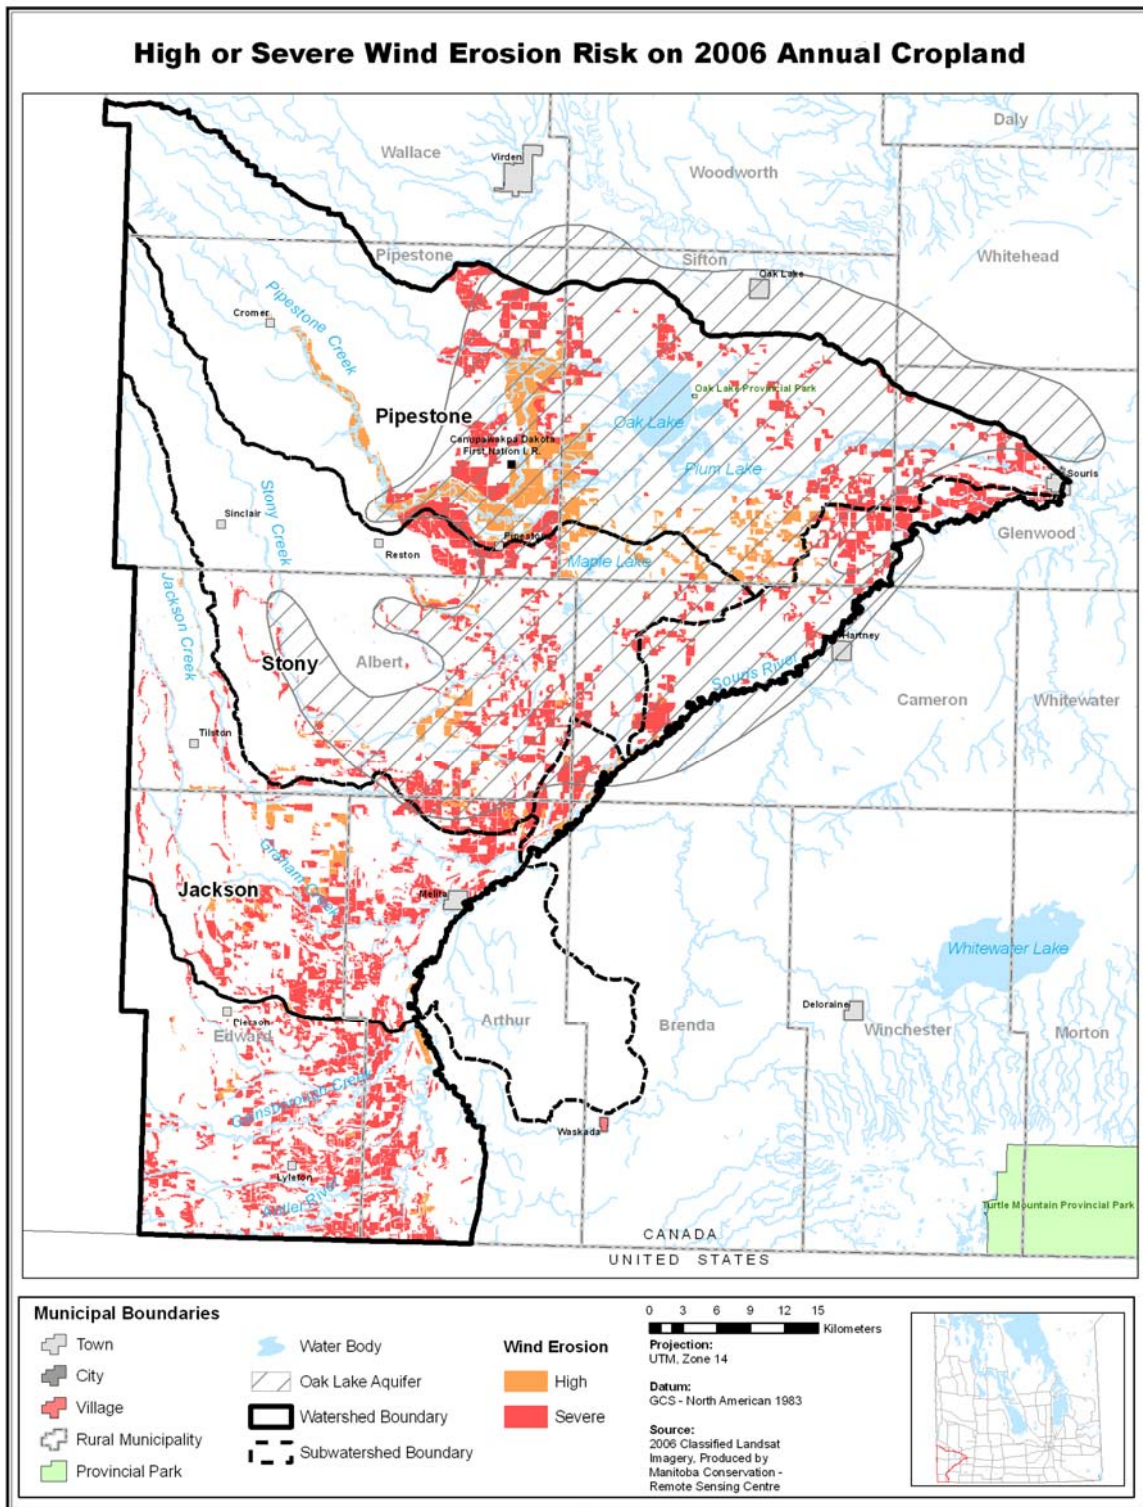 High or Severe Wind Erosion Risk on 2006 Annual Cropland
Daly
Wallace
Virden
Woodworth
Pipestone
Sifton
Whitehead
Oak Lake
Cromer
Pipestone Creek
Oak Lake Provincial Park
Pipestone
Oak Lake
Canupawakpa Dakota
First Nation I. R.
Plum Lake
Souris
Stony Creek
Sinclair
Glenwood
Pipestone
Reston
Maple Lake
Jackson Creek
Hartney
Stony
Albert
Souris River
Cameron
Whitewater
Tilston
Graham Creek
Jackson
Melita
Whitewater Lake
Deloraine
Pierson
Arthur
Brenda
Winchester
Morton
Edward
Gainsborough Creek
Waskada
Lyleton
Antler River
Turtle Mountain Provincial Park
CANADA
UNITED STATES
Municipal Boundaries
Town
City
Village
Rural Municipality
Provincial Park
Water Body
Oak Lake Aquifer
Watershed Boundary
Subwatershed Boundary
Wind Erosion
High
Severe
0 3 6 9 12 15
Kilometers
Projection:
UTM, Zone 14
Datum:
GCS - North American 1983
Source:
2006 Classified Landsat
Imagery, Produced by
Manitoba Conservation -
Remote Sensing Centre